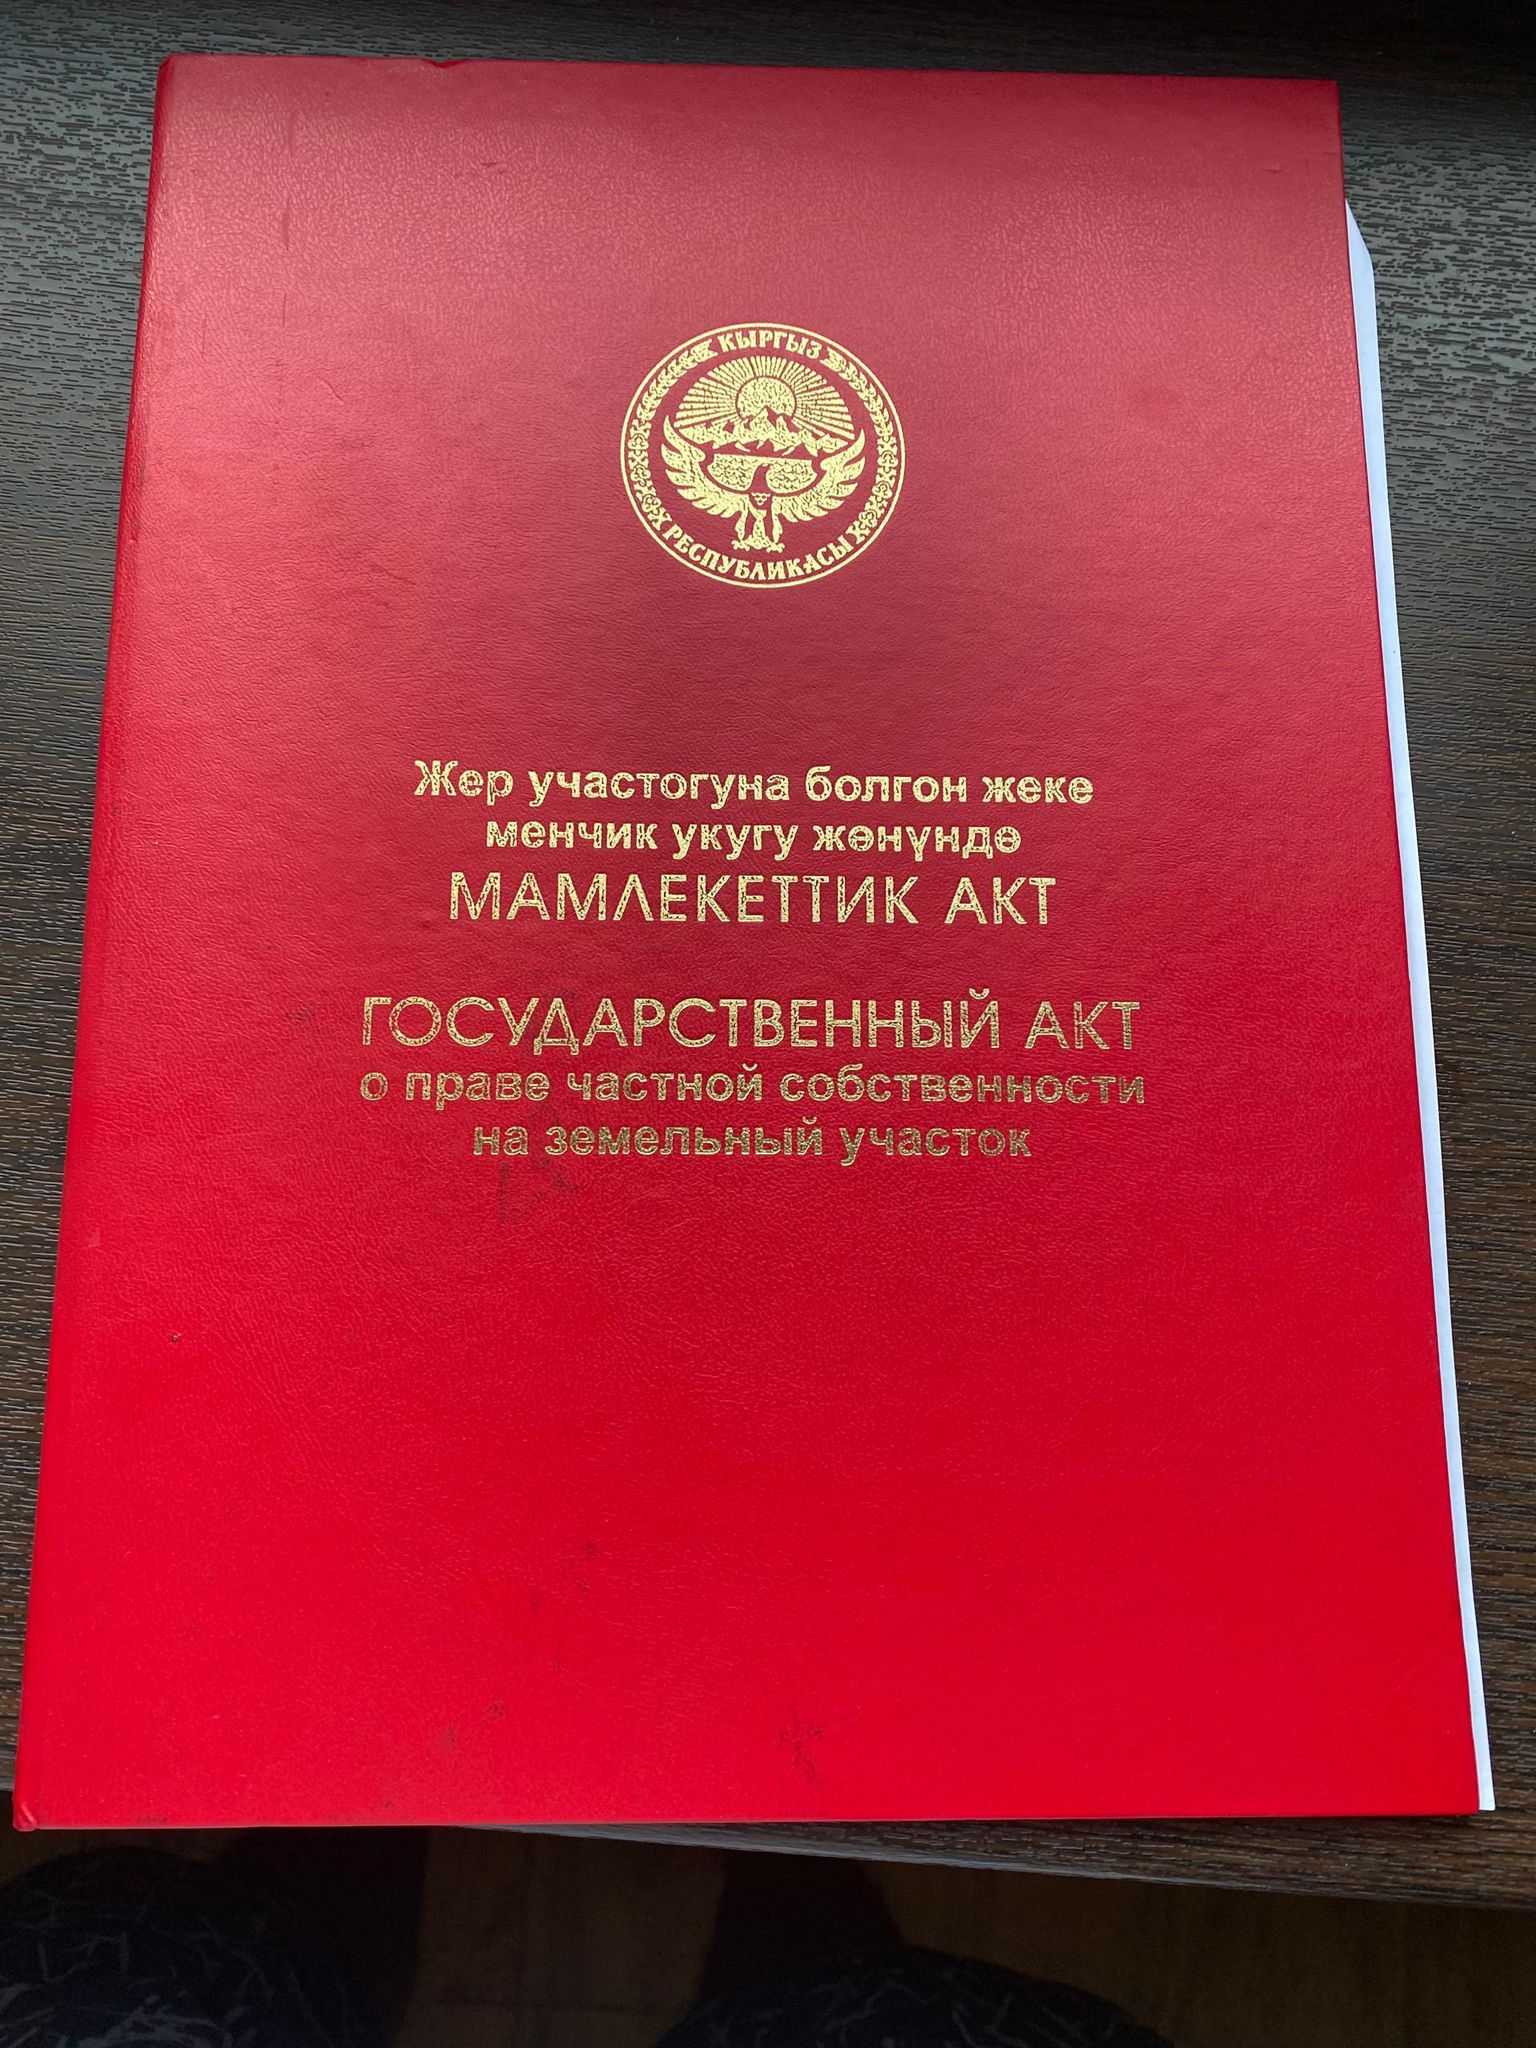 КЫРГЫЗ
РЕСПУБЛИКАСЫ
Жер участогуна болгон жеке
менчик укугу жөнүндө
МАМЛЕКЕТТИК АКТ
ГОСУДАРСТВЕННЫЙ АКТ
о праве частной собственности
на земельный участок